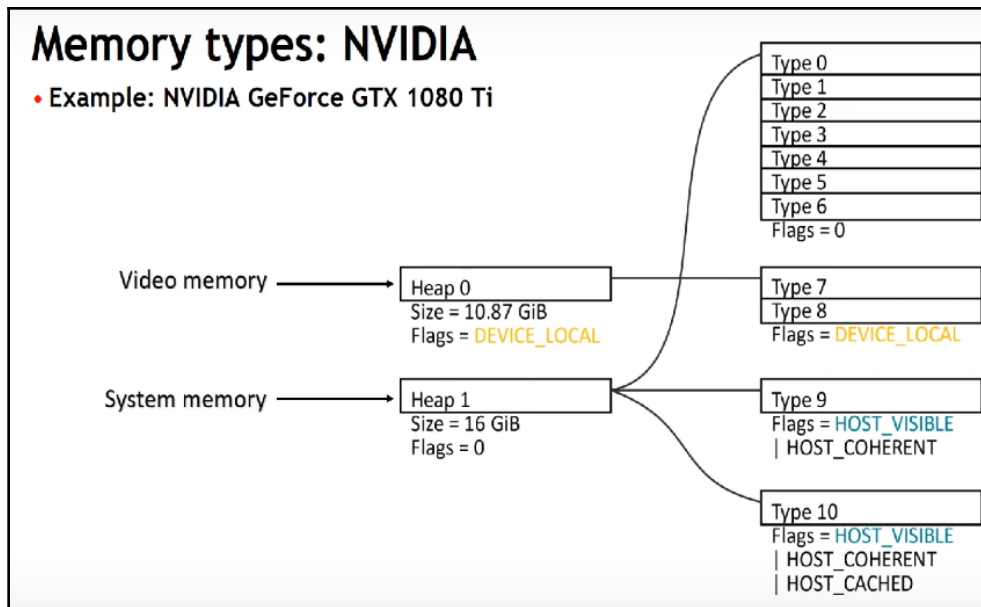 Memory types: NVIDIA
• Example: NVIDIA GeForce GTX 1080 Ti
Type 0
Type 1
Type 2
Type 3
Type 4
Type 5
Type 6
Flags = 0
Video memory
Heap 0
Size = 10.87 GiB
Flags = DEVICE_LOCAL
Type 7
Type 8
Flags = DEVICE_LOCAL
System memory
Heap 1
Size = 16 GiB
Flags = 0
Type 9
Flags = HOST_VISIBLE
| HOST_COHERENT
Type 10
Flags = HOST_VISIBLE
| HOST_COHERENT
| HOST_CACHED